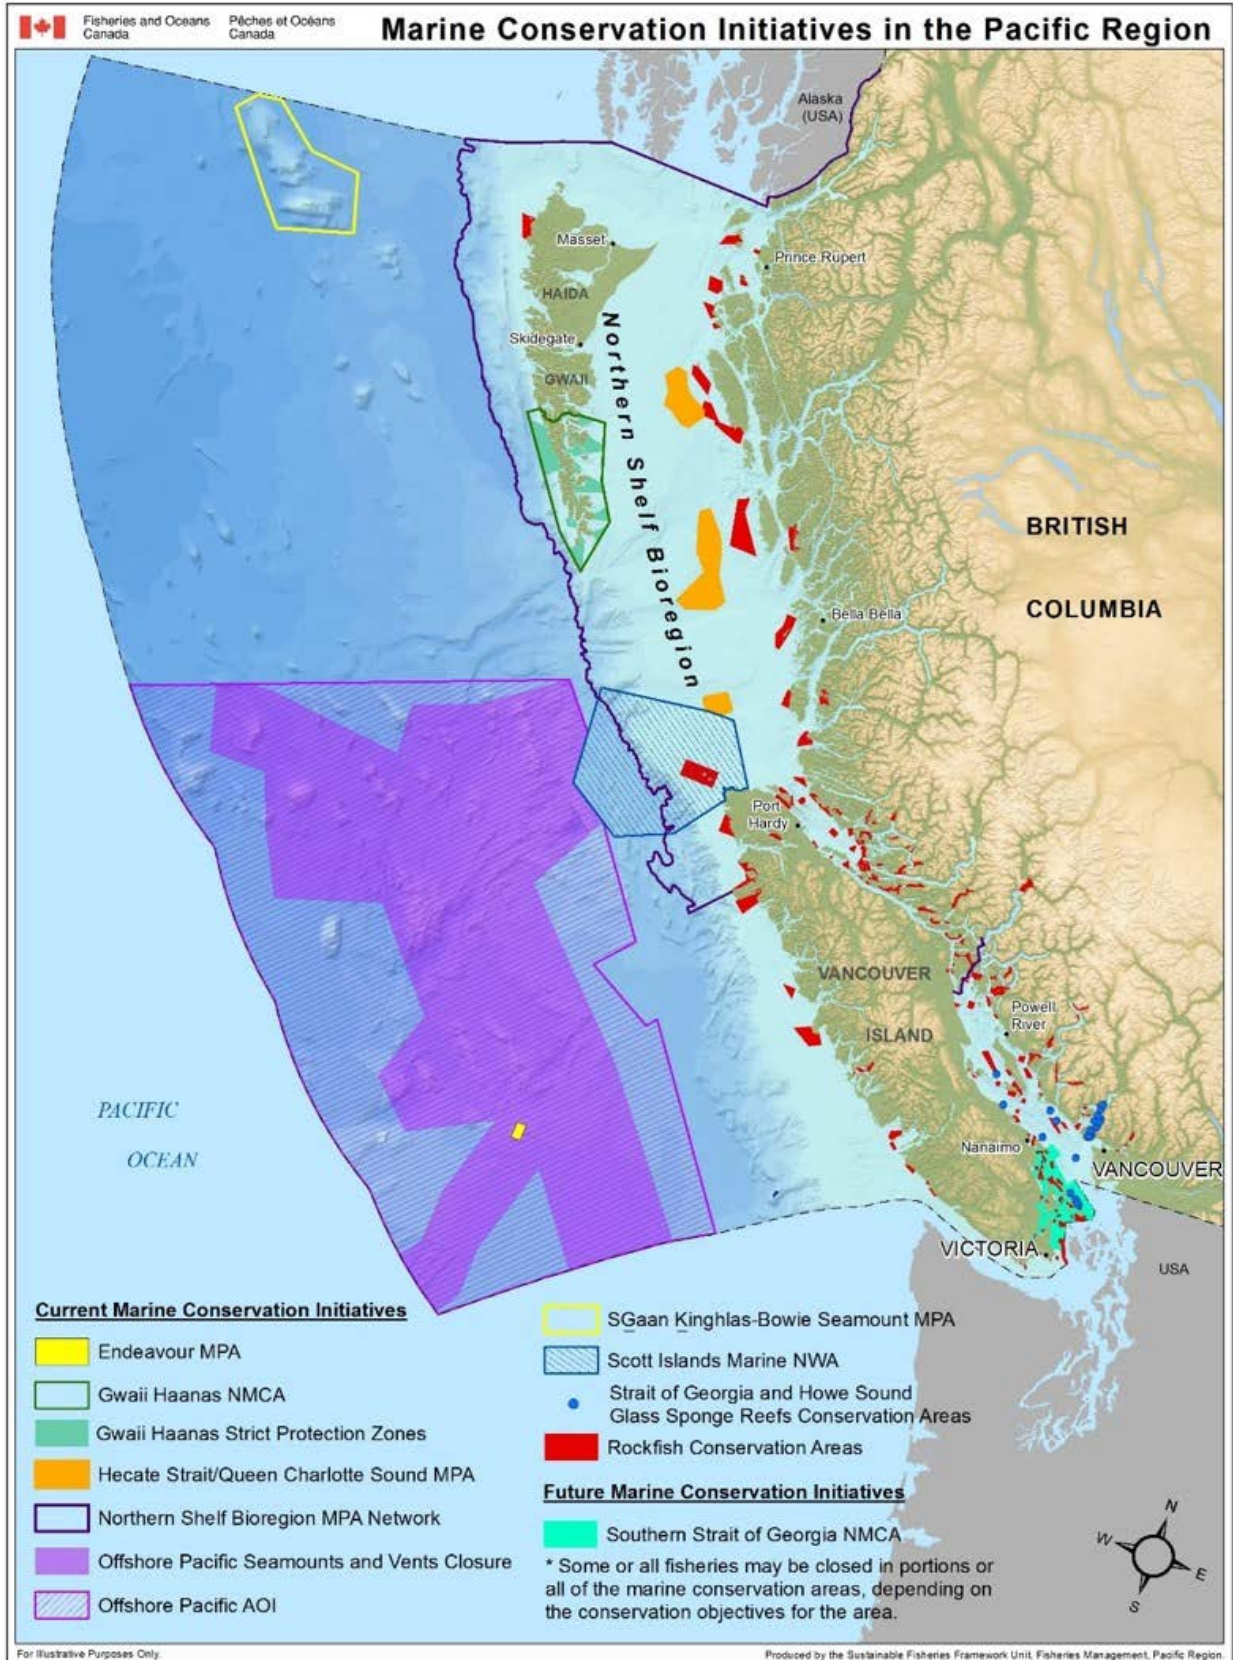 Fisheries and Oceans
Canada
Pêches et Océans
Canada
Marine Conservation Initiatives in the Pacific Region
Alaska
(USA)
Masset
Prince Rupert
HAIDA
Skidegate
GWAII
Northern Shelf Bioregion
BRITISH
COLUMBIA
Bella Bella
Port
Hardy
VANCOUVER
ISLAND
Powell
River
PACIFIC
OCEAN
Nanaimo
VANCOUVER
VICTORIA
USA
Current Marine Conservation Initiatives
Endeavour MPA
Gwaii Haanas NMCA
Gwaii Haanas Strict Protection Zones
Hecate Strait/Queen Charlotte Sound MPA
Northern Shelf Bioregion MPA Network
Offshore Pacific Seamounts and Vents Closure
Offshore Pacific AOI
SG̲aan K̲inghlas-Bowie Seamount MPA
Scott Islands Marine NWA
Strait of Georgia and Howe Sound
Glass Sponge Reefs Conservation Areas
Rockfish Conservation Areas
Future Marine Conservation Initiatives
Southern Strait of Georgia NMCA
* Some or all fisheries may be closed in portions or
all of the marine conservation areas, depending on
the conservation objectives for the area.
N
W
E
S
For Illustrative Purposes Only.
Produced by the Sustainable Fisheries Framework Unit, Fisheries Management, Pacific Region.